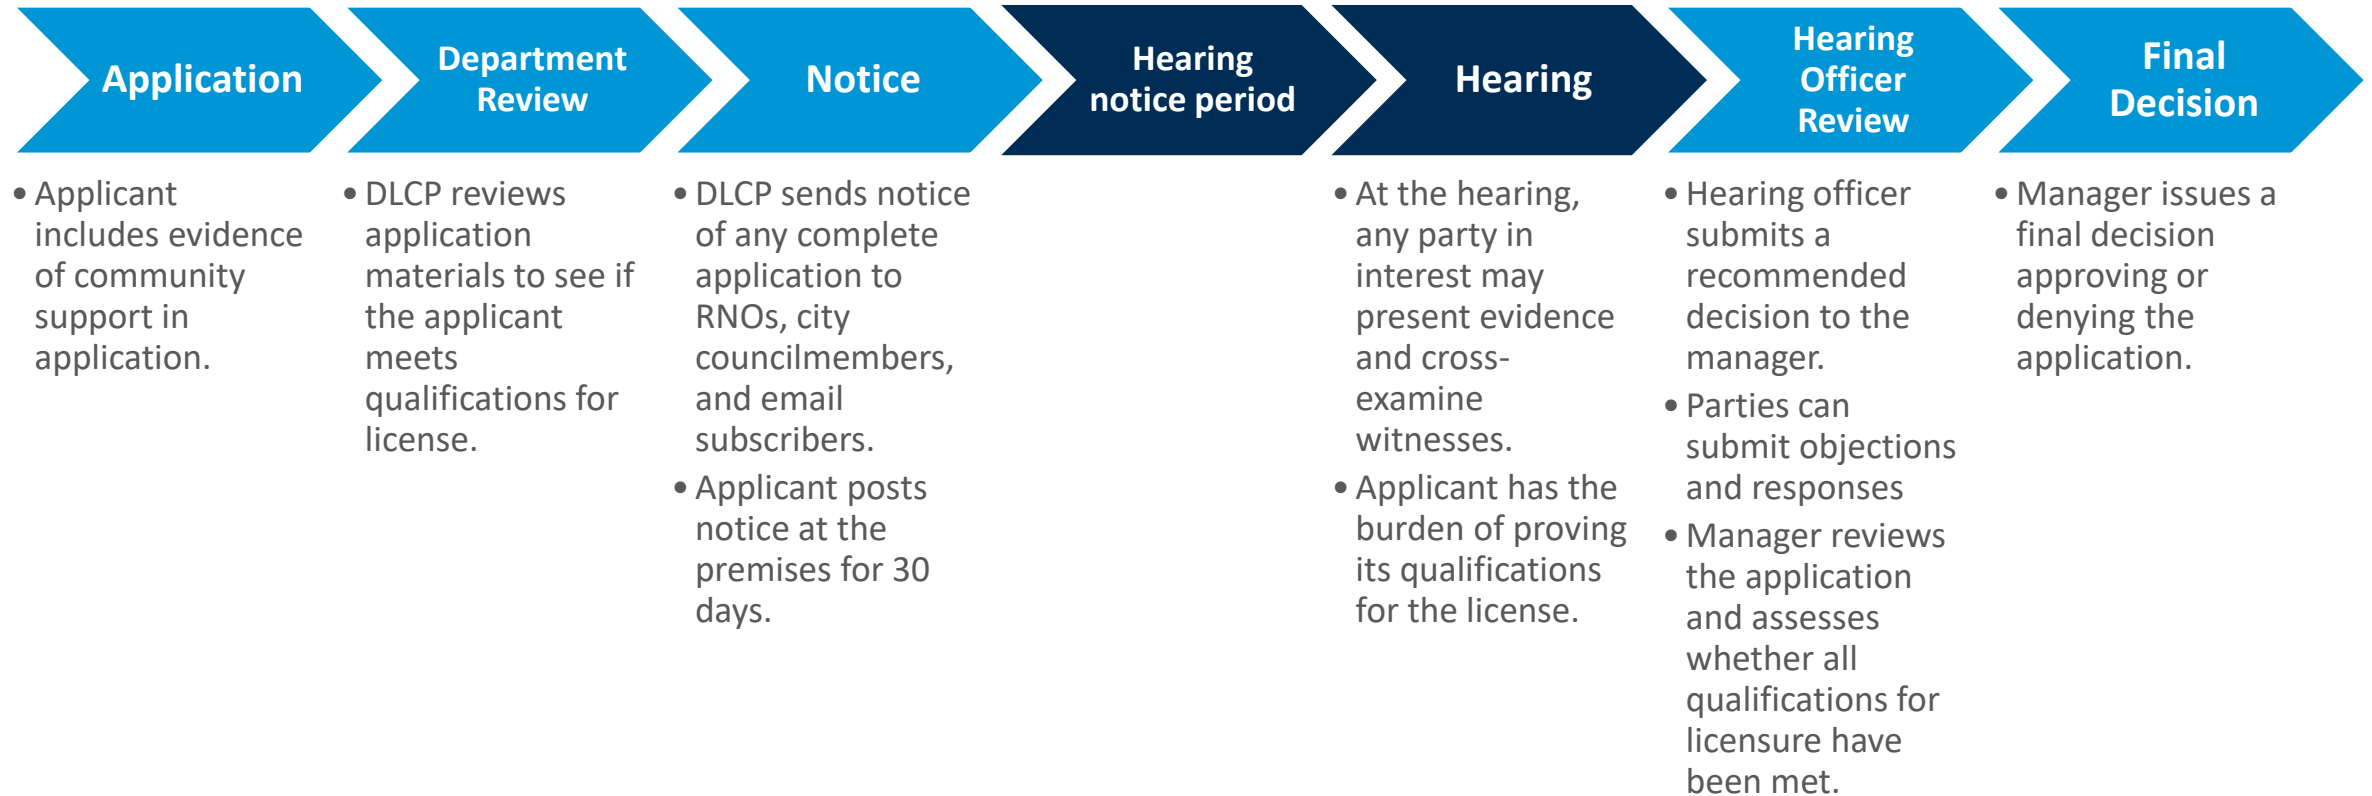 Application
Department
Review
Notice
Hearing
notice period
Hearing
Hearing
Officer
Review
Final
Decision
• Applicant
includes evidence
of community
support in
application.
• DLCP reviews
application
materials to see if
the applicant
meets
qualifications for
license.
• DLCP sends notice
of any complete
application to
RNOs, city
councilmembers,
and email
subscribers.
• Applicant posts
notice at the
premises for 30
days.
• At the hearing,
any party in
interest may
present evidence
and cross-
examine
witnesses.
• Applicant has the
burden of proving
its qualifications
for the license.
• Hearing officer
submits a
recommended
decision to the
manager.
• Parties can
submit objections
and responses
• Manager reviews
the application
and assesses
whether all
qualifications for
licensure have
been met.
• Manager issues a
final decision
approving or
denying the
application.